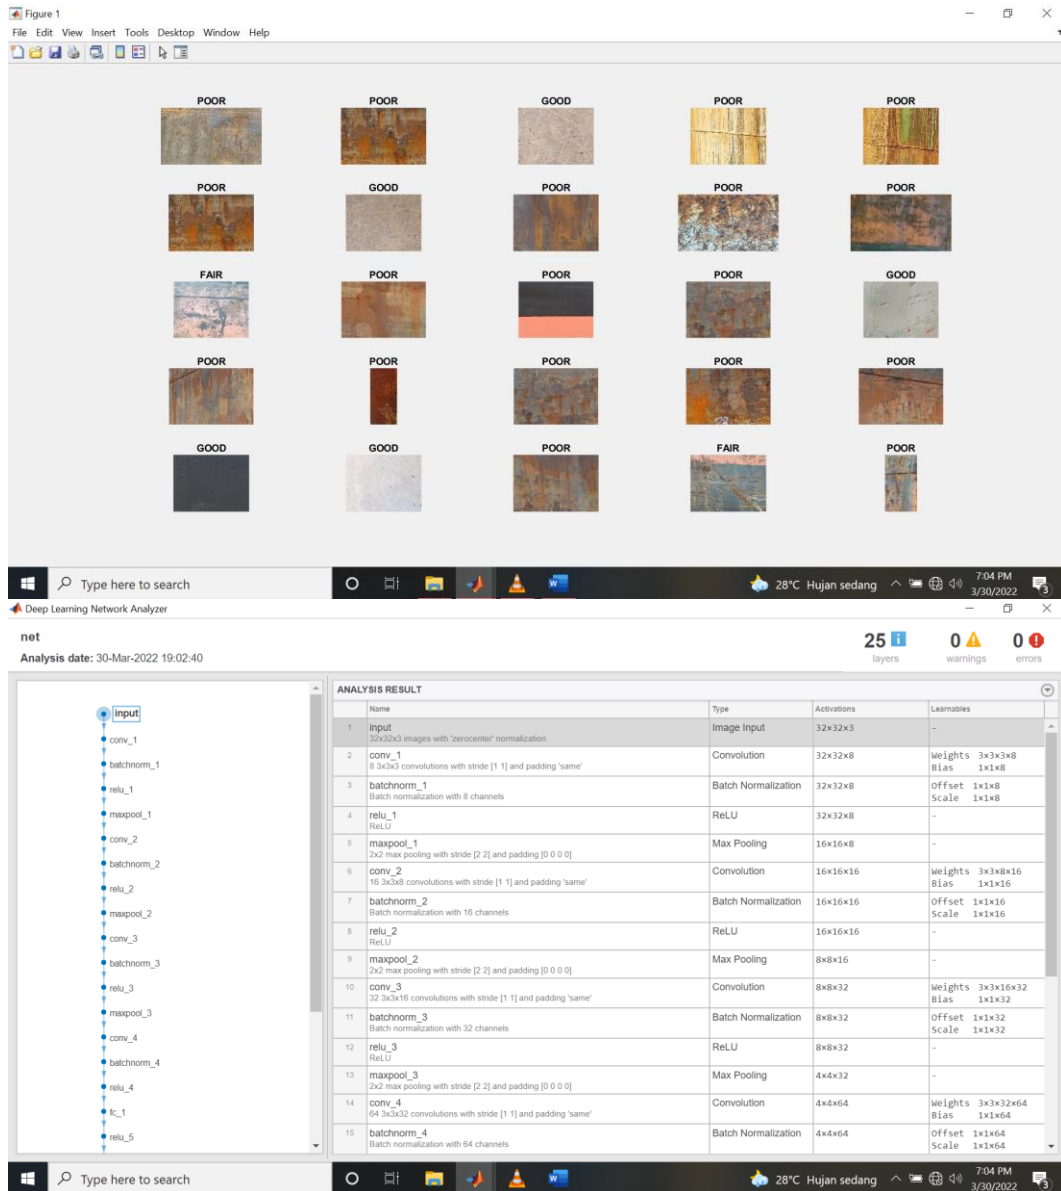 Figure 1
File Edit View Insert Tools Desktop Window Help
POOR POOR GOOD POOR POOR
POOR GOOD POOR POOR POOR
FAIR POOR POOR POOR GOOD
POOR POOR POOR POOR POOR
GOOD GOOD POOR FAIR POOR
Type here to search
28°C Hujan sedang
7:04 PM
3/30/2022
3
Deep Learning Network Analyzer
net
Analysis date: 30-Mar-2022 19:02:40
25
layers
0
warnings
0
errors
input
conv_1
batchnorm_1
relu_1
maxpool_1
conv_2
batchnorm_2
relu_2
maxpool_2
conv_3
batchnorm_3
relu_3
maxpool_3
conv_4
batchnorm_4
relu_4
fc_1
relu_5
ANALYSIS RESULT
Name Type Activations Learnables
1 input Image Input 32×32×3 -
32x32x3 images with 'zerocenter' normalization
2 conv_1 Convolution 32×32×8 Weights 3×3×3×8
8 3x3x3 convolutions with stride [1 1] and padding 'same' Bias 1×1×8
3 batchnorm_1 Batch Normalization 32×32×8 Offset 1×1×8
Batch normalization with 8 channels Scale 1×1×8
4 relu_1 ReLU 32×32×8 -
ReLU
5 maxpool_1 Max Pooling 16×16×8 -
2x2 max pooling with stride [2 2] and padding [0 0 0 0]
6 conv_2 Convolution 16×16×16 Weights 3×3×8×16
16 3x3x8 convolutions with stride [1 1] and padding 'same' Bias 1×1×16
7 batchnorm_2 Batch Normalization 16×16×16 Offset 1×1×16
Batch normalization with 16 channels Scale 1×1×16
8 relu_2 ReLU 16×16×16 -
ReLU
9 maxpool_2 Max Pooling 8×8×16 -
2x2 max pooling with stride [2 2] and padding [0 0 0 0]
10 conv_3 Convolution 8×8×32 Weights 3×3×16×32
32 3x3x16 convolutions with stride [1 1] and padding 'same' Bias 1×1×32
11 batchnorm_3 Batch Normalization 8×8×32 Offset 1×1×32
Batch normalization with 32 channels Scale 1×1×32
12 relu_3 ReLU 8×8×32 -
ReLU
13 maxpool_3 Max Pooling 4×4×32 -
2x2 max pooling with stride [2 2] and padding [0 0 0 0]
14 conv_4 Convolution 4×4×64 Weights 3×3×32×64
64 3x3x32 convolutions with stride [1 1] and padding 'same' Bias 1×1×64
15 batchnorm_4 Batch Normalization 4×4×64 Offset 1×1×64
Batch normalization with 64 channels Scale 1×1×64
Type here to search
28°C Hujan sedang
7:04 PM
3/30/2022
3